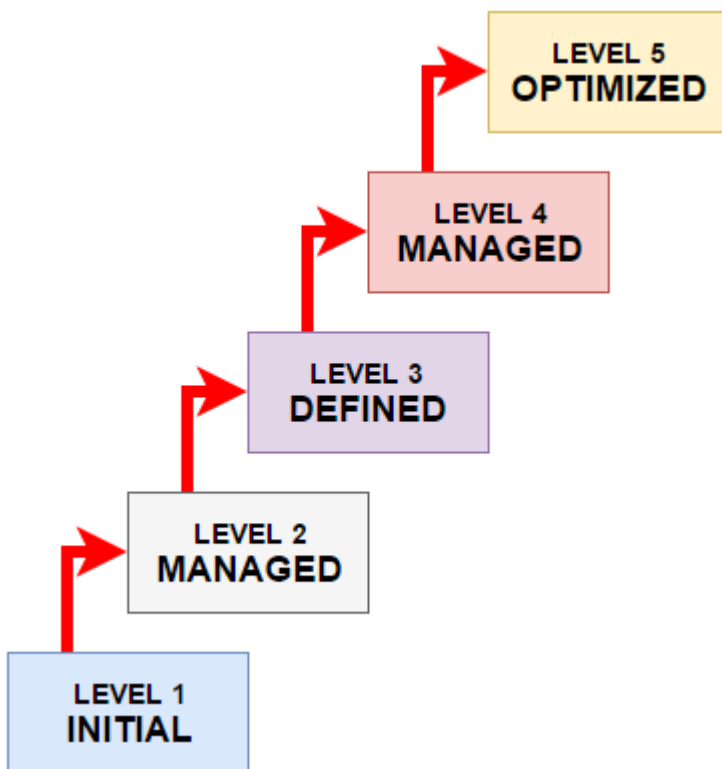 LEVEL 5
OPTIMIZED
LEVEL 4
MANAGED
LEVEL 3
DEFINED
LEVEL 2
MANAGED
LEVEL 1
INITIAL